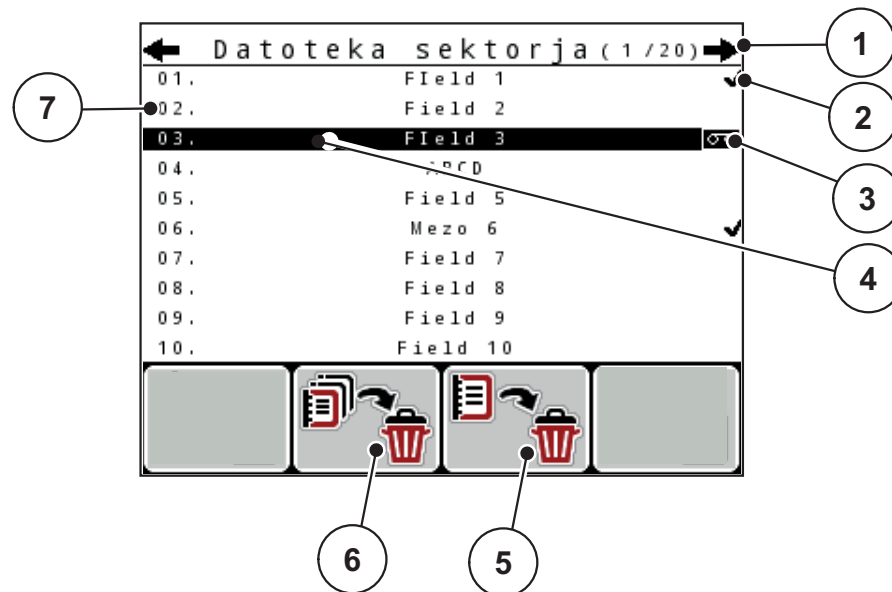 Datoteka sektorja (1/20)
01. FIeld 1
02. Field 2
03. FIeld 3
04. ABCD
05. Field 5
06. Mezo 6
07. Field 7
08. Field 8
09. Field 9
10. Field 10
1
2
3
4
5
6
7